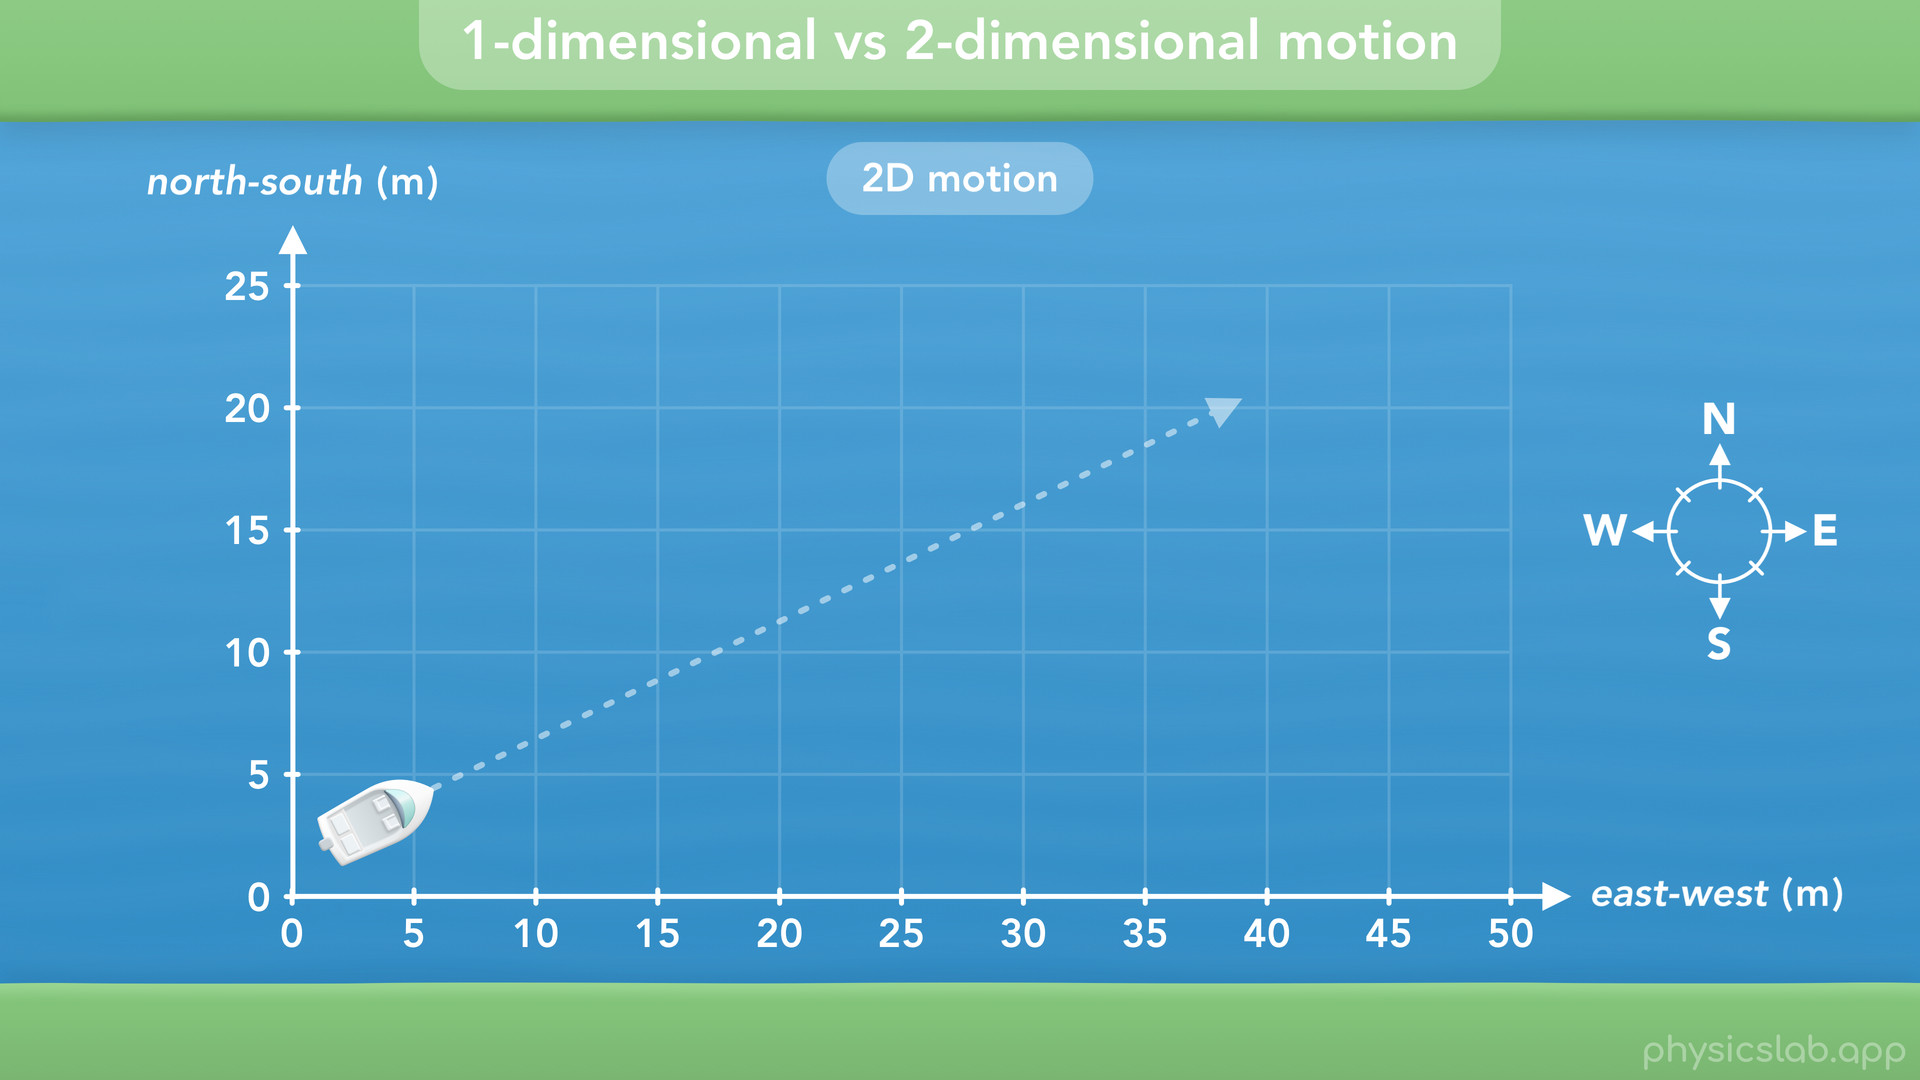 1-dimensional vs 2-dimensional motion
2D motion
north-south (m)
25
20
15
10
5
0
0 5 10 15 20 25 30 35 40 45 50
east-west (m)
N
W E
S
physicslab.app